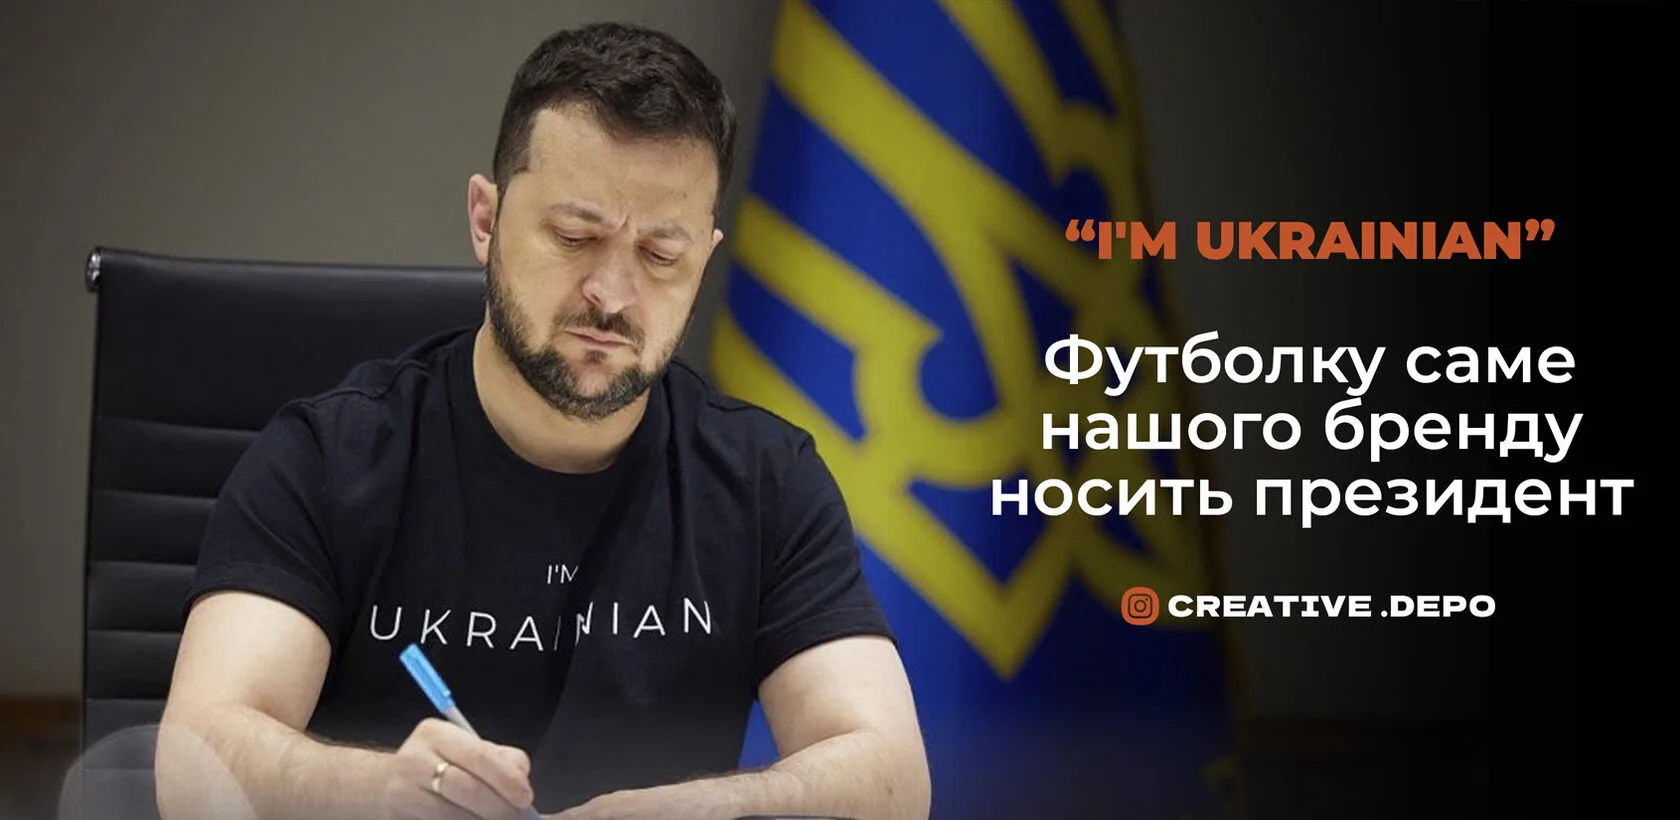 I'M
UKRAINIAN
“I'M UKRAINIAN”
Футболку саме
нашого бренду
носить президент
CREATIVE .DEPO